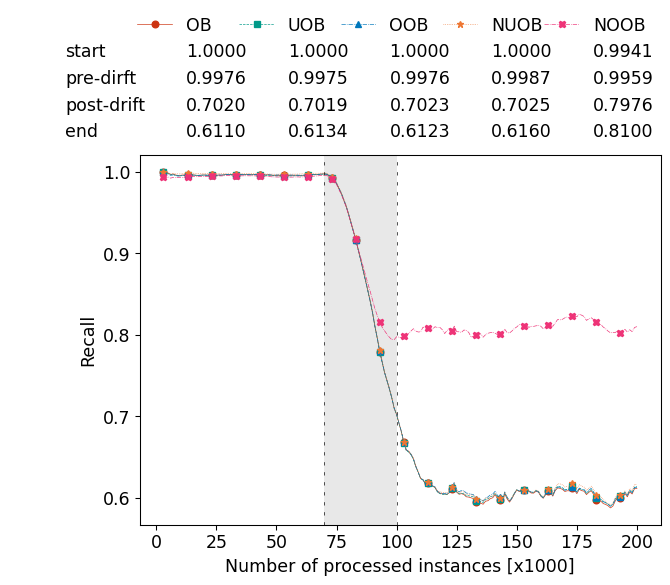 OB UOB OOB NUOB NOOB
start 1.0000 1.0000 1.0000 1.0000 0.9941
pre-dirft 0.9976 0.9975 0.9976 0.9987 0.9959
post-drift 0.7020 0.7019 0.7023 0.7025 0.7976
end 0.6110 0.6134 0.6123 0.6160 0.8100
1.0
0.9
0.8
0.7
0.6
Recall
0 25 50 75 100 125 150 175 200
Number of processed instances [x1000]